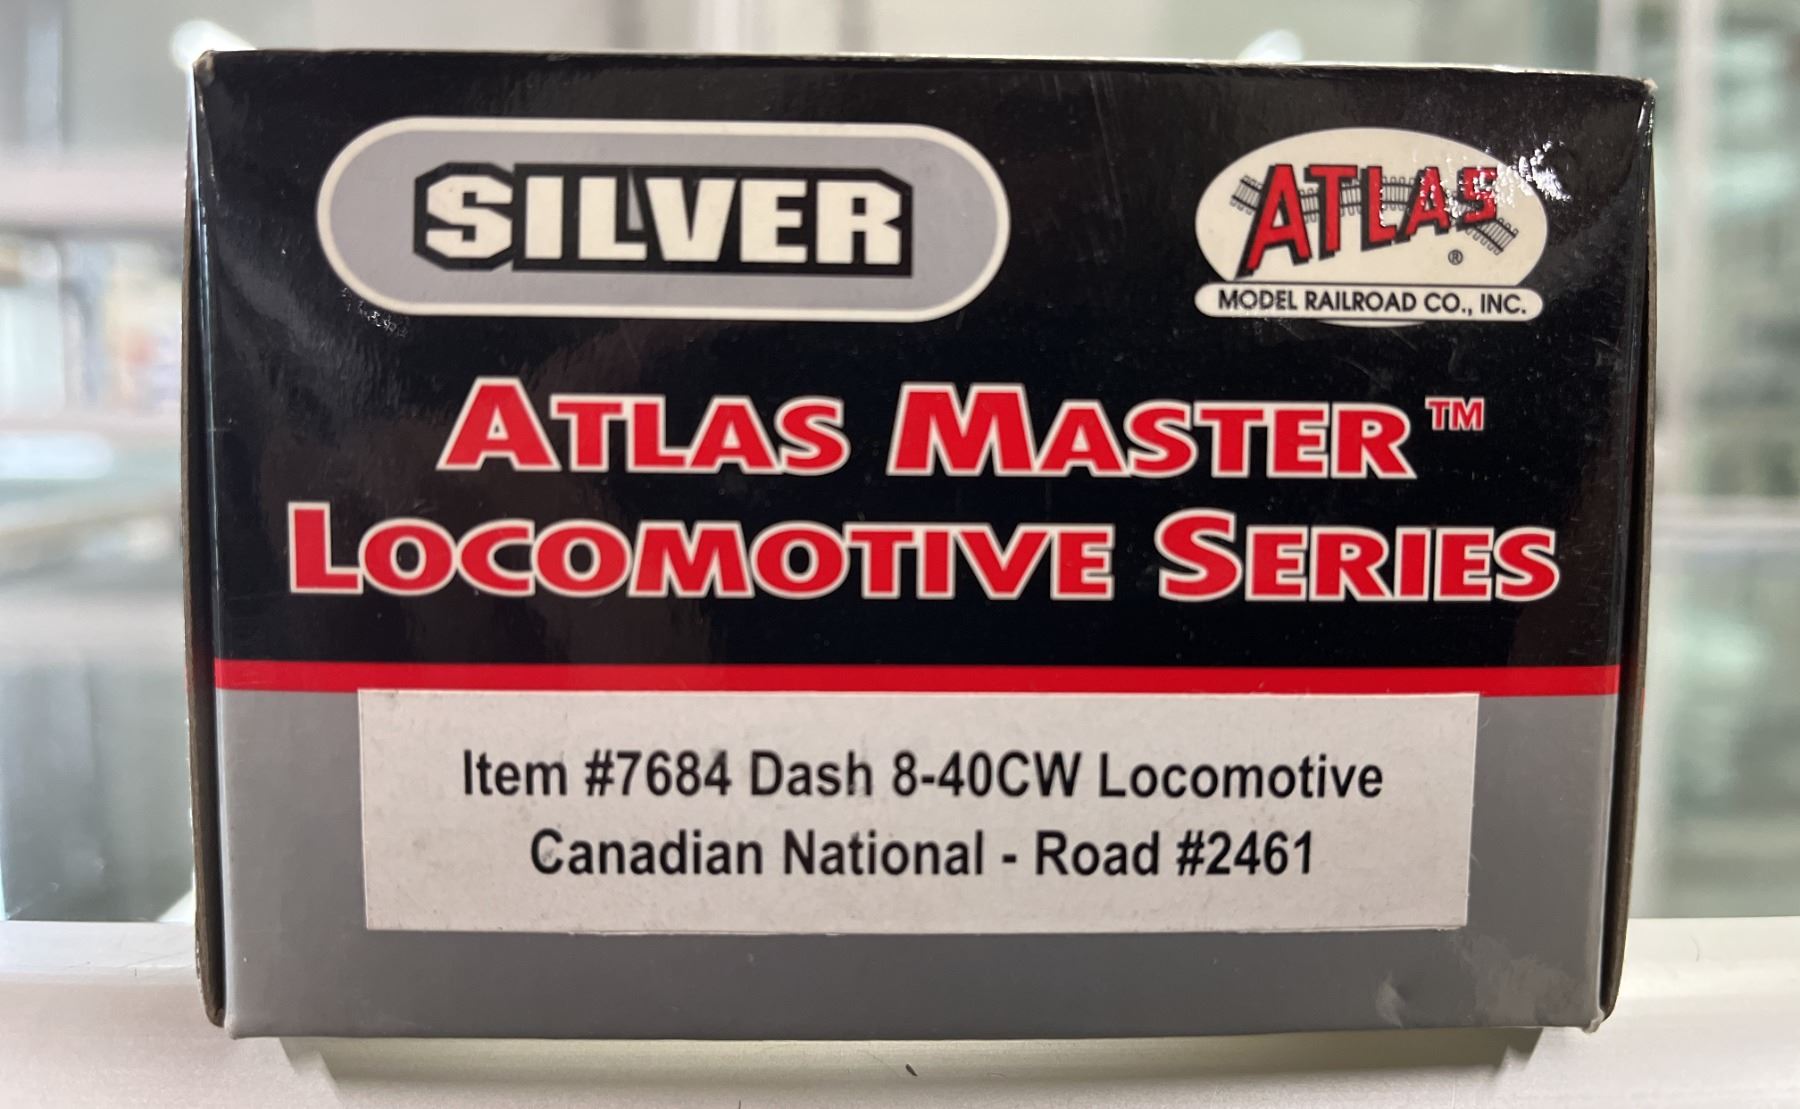 SILVER
ATLAS ®
MODEL RAILROAD CO., INC.
ATLAS MASTER™
LOCOMOTIVE SERIES
Item #7684 Dash 8-40CW Locomotive
Canadian National - Road #2461